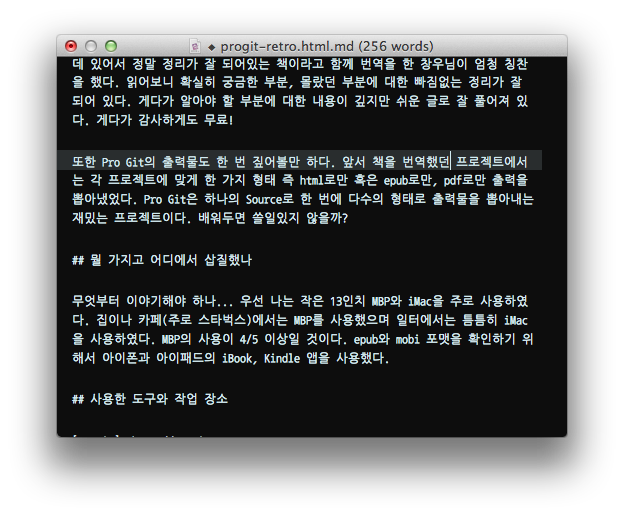 progit-retro.html.md (256 words)
데 있어서 정말 정리가 잘 되어있는 책이라고 함께 번역을 한 창우님이 엄청 칭찬
을 했다. 읽어보니 확실히 궁금한 부분, 몰랐던 부분에 대한 빠짐없는 정리가 잘
되어 있다. 게다가 알아야 할 부분에 대한 내용이 깊지만 쉬운 글로 잘 풀어져 있
다. 게다가 감사하게도 무료!
또한 Pro Git의 출력물도 한 번 짚어볼만 하다. 앞서 책을 번역했던 프로젝트에서
는 각 프로젝트에 맞게 한 가지 형태 즉 html로만 혹은 epub로만, pdf로만 출력을
뽑아냈었다. Pro Git은 하나의 Source로 한 번에 다수의 형태로 출력물을 뽑아내는
재밌는 프로젝트이다. 배워두면 쓸일있지 않을까?
## 뭘 가지고 어디에서 삽질했나
무엇부터 이야기해야 하나... 우선 나는 작은 13인치 MBP와 iMac을 주로 사용하였
다. 집이나 카페(주로 스타벅스)에서는 MBP를 사용했으며 일터에서는 틈틈히 iMac
을 사용하였다. MBP의 사용이 4/5 이상일 것이다. epub와 mobi 포맷을 확인하기 위
해서 아이폰과 아이패드의 iBook, Kindle 앱을 사용했다.
## 사용한 도구와 작업 장소